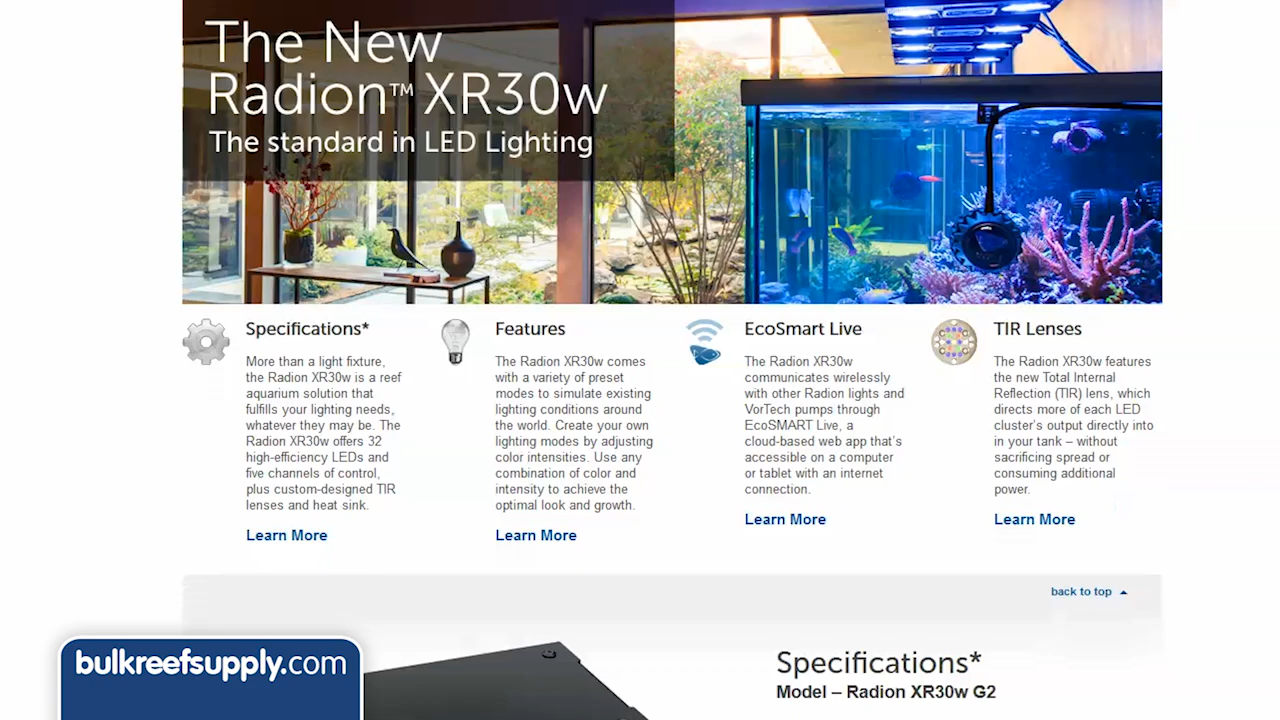 The New
Radion™ XR30w
The standard in LED Lighting
Specifications*
More than a light fixture,
the Radion XR30w is a reef
aquarium solution that
fulfills your lighting needs,
whatever they may be. The
Radion XR30w offers 32
high-efficiency LEDs and
five channels of control,
plus custom-designed TIR
lenses and heat sink.
Learn More
Features
The Radion XR30w comes
with a variety of preset
modes to simulate existing
lighting conditions around
the world. Create your own
lighting modes by adjusting
color intensities. Use any
combination of color and
intensity to achieve the
optimal look and growth.
Learn More
EcoSmart Live
The Radion XR30w
communicates wirelessly
with other Radion lights and
VorTech pumps through
EcoSMART Live, a
cloud-based web app that's
accessible on a computer
or tablet with an internet
connection.
Learn More
TIR Lenses
The Radion XR30w features
the new Total Internal
Reflection (TIR) lens, which
directs more of each LED
cluster's output directly into
in your tank – without
sacrificing spread or
consuming additional
power.
Learn More
back to top
Specifications*
Model – Radion XR30w G2
bulkreefsupply.com